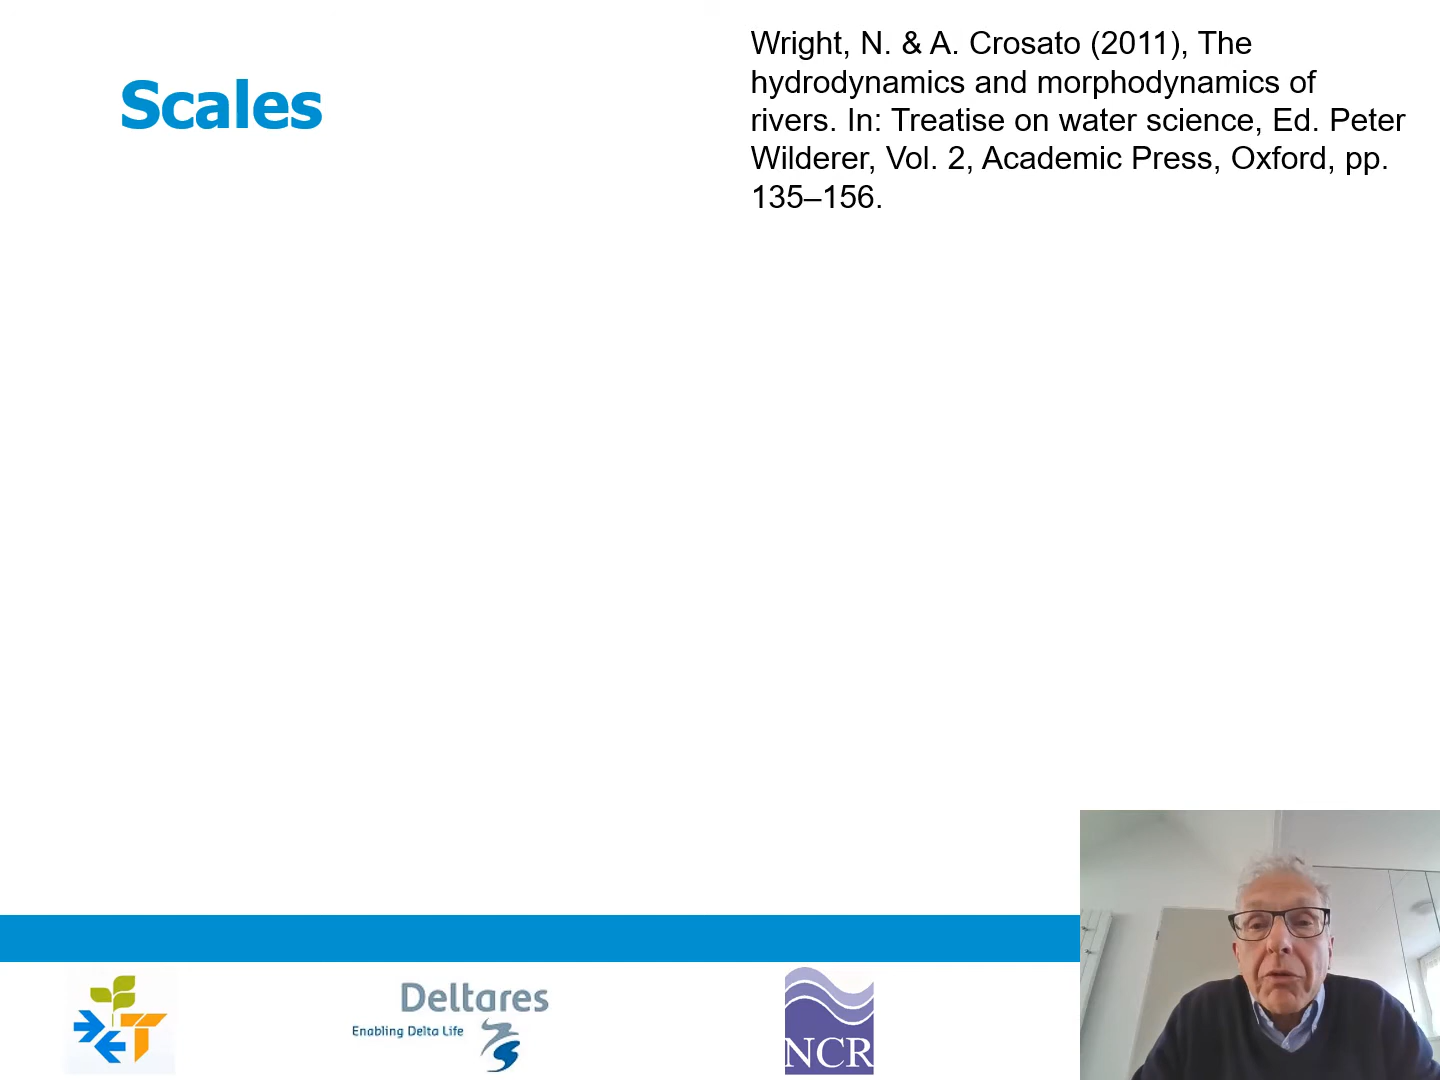 Scales
Wright, N. & A. Crosato (2011), The
hydrodynamics and morphodynamics of
rivers. In: Treatise on water science, Ed. Peter
Wilderer, Vol. 2, Academic Press, Oxford, pp.
135–156.
Deltares
Enabling Delta Life
NCR